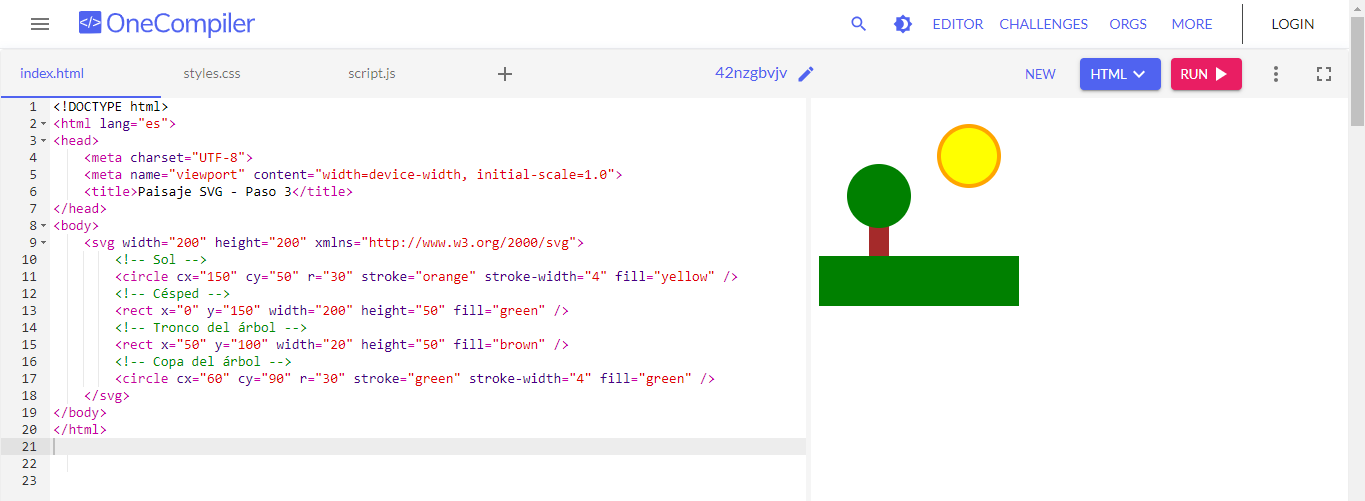 </> OneCompiler
EDITOR CHALLENGES ORGS MORE LOGIN
index.html styles.css script.js + 42nzgbvjv NEW HTML RUN
1 <!DOCTYPE html>
2 <html lang="es">
3 <head>
4 <meta charset="UTF-8">
5 <meta name="viewport" content="width=device-width, initial-scale=1.0">
6 <title>Paisaje SVG - Paso 3</title>
7 </head>
8 <body>
9 <svg width="200" height="200" xmlns="http://www.w3.org/2000/svg">
10 <!-- Sol -->
11 <circle cx="150" cy="50" r="30" stroke="orange" stroke-width="4" fill="yellow" />
12 <!-- Césped -->
13 <rect x="0" y="150" width="200" height="50" fill="green" />
14 <!-- Tronco del árbol -->
15 <rect x="50" y="100" width="20" height="50" fill="brown" />
16 <!-- Copa del árbol -->
17 <circle cx="60" cy="90" r="30" stroke="green" stroke-width="4" fill="green" />
18 </svg>
19 </body>
20 </html>
21
22
23